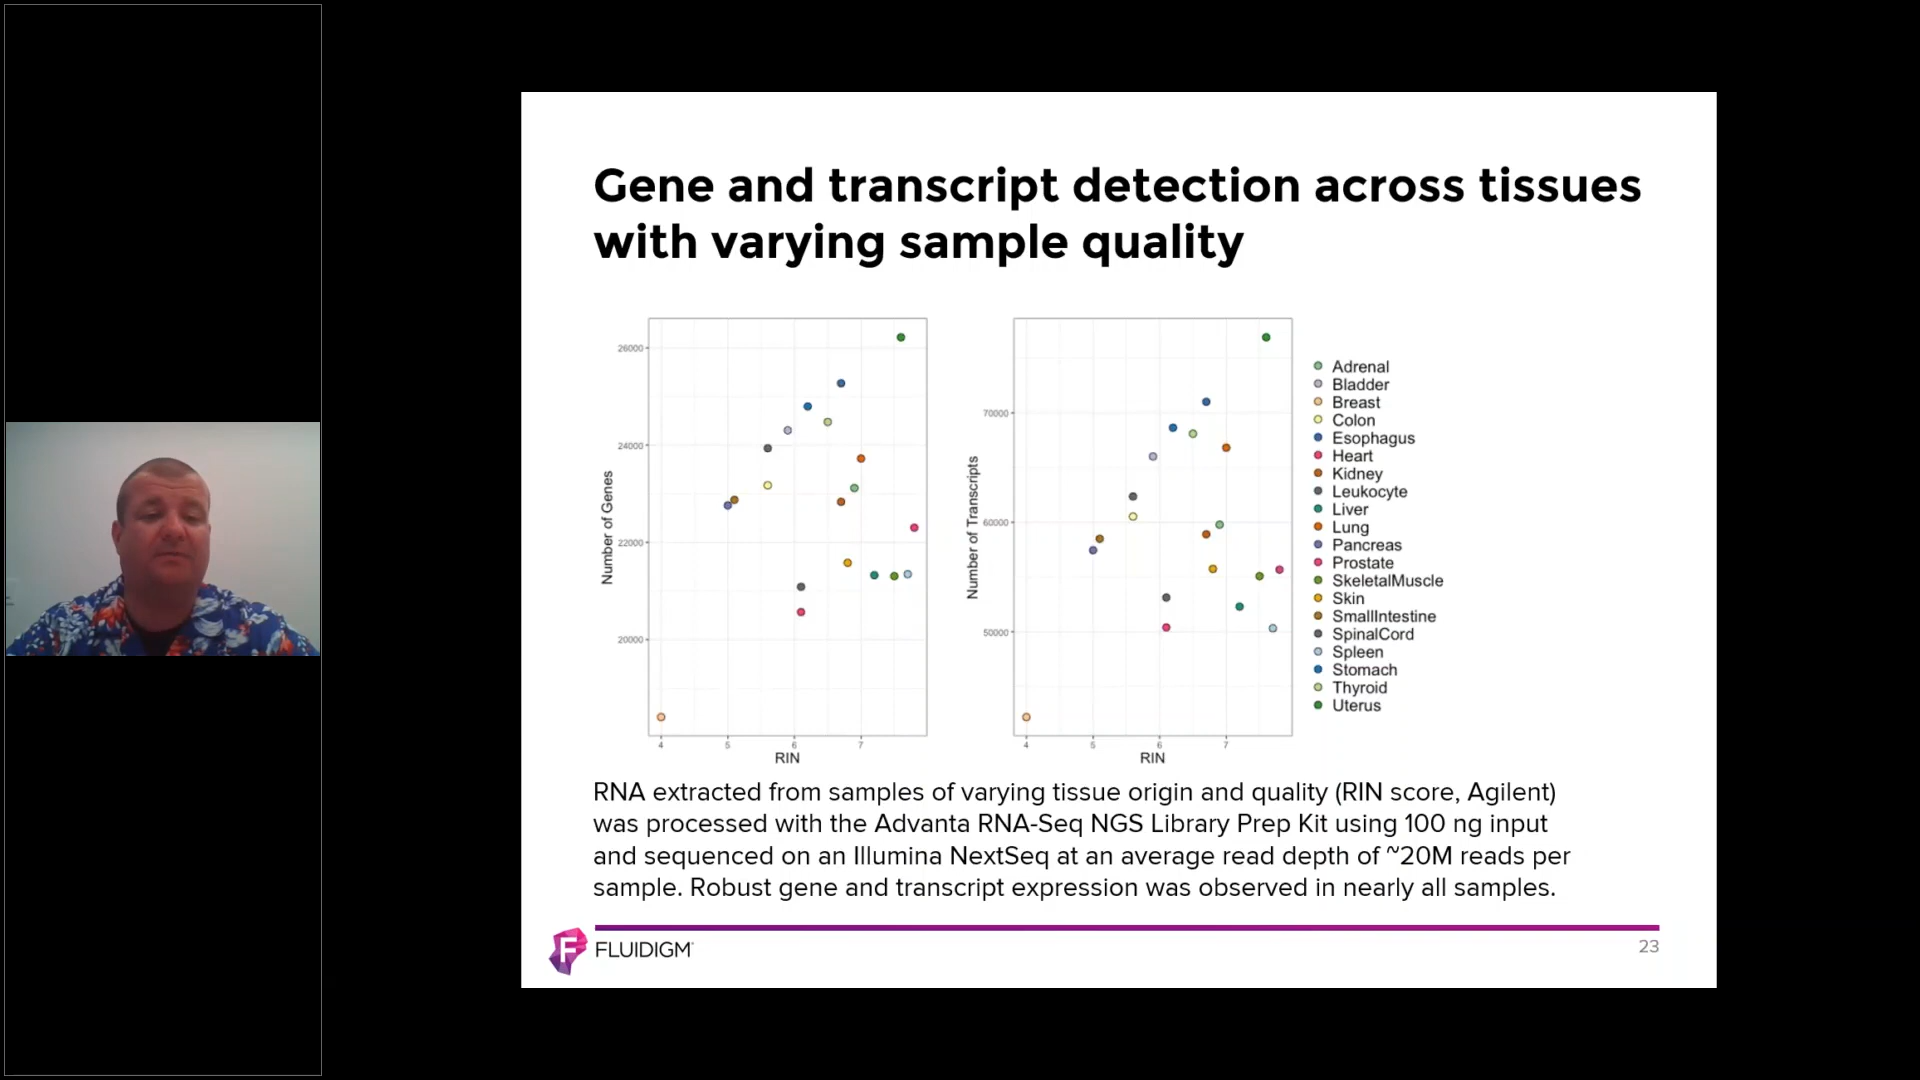 Gene and transcript detection across tissues
with varying sample quality
26000
24000
22000
20000
Number of Genes
4 5 6 7
RIN
70000
60000
50000
Number of Transcripts
4 5 6 7
RIN
Adrenal
Bladder
Breast
Colon
Esophagus
Heart
Kidney
Leukocyte
Liver
Lung
Pancreas
Prostate
SkeletalMuscle
Skin
SmallIntestine
SpinalCord
Spleen
Stomach
Thyroid
Uterus
RNA extracted from samples of varying tissue origin and quality (RIN score, Agilent)
was processed with the Advanta RNA-Seq NGS Library Prep Kit using 100 ng input
and sequenced on an Illumina NextSeq at an average read depth of ~20M reads per
sample. Robust gene and transcript expression was observed in nearly all samples.
F FLUIDIGM
23